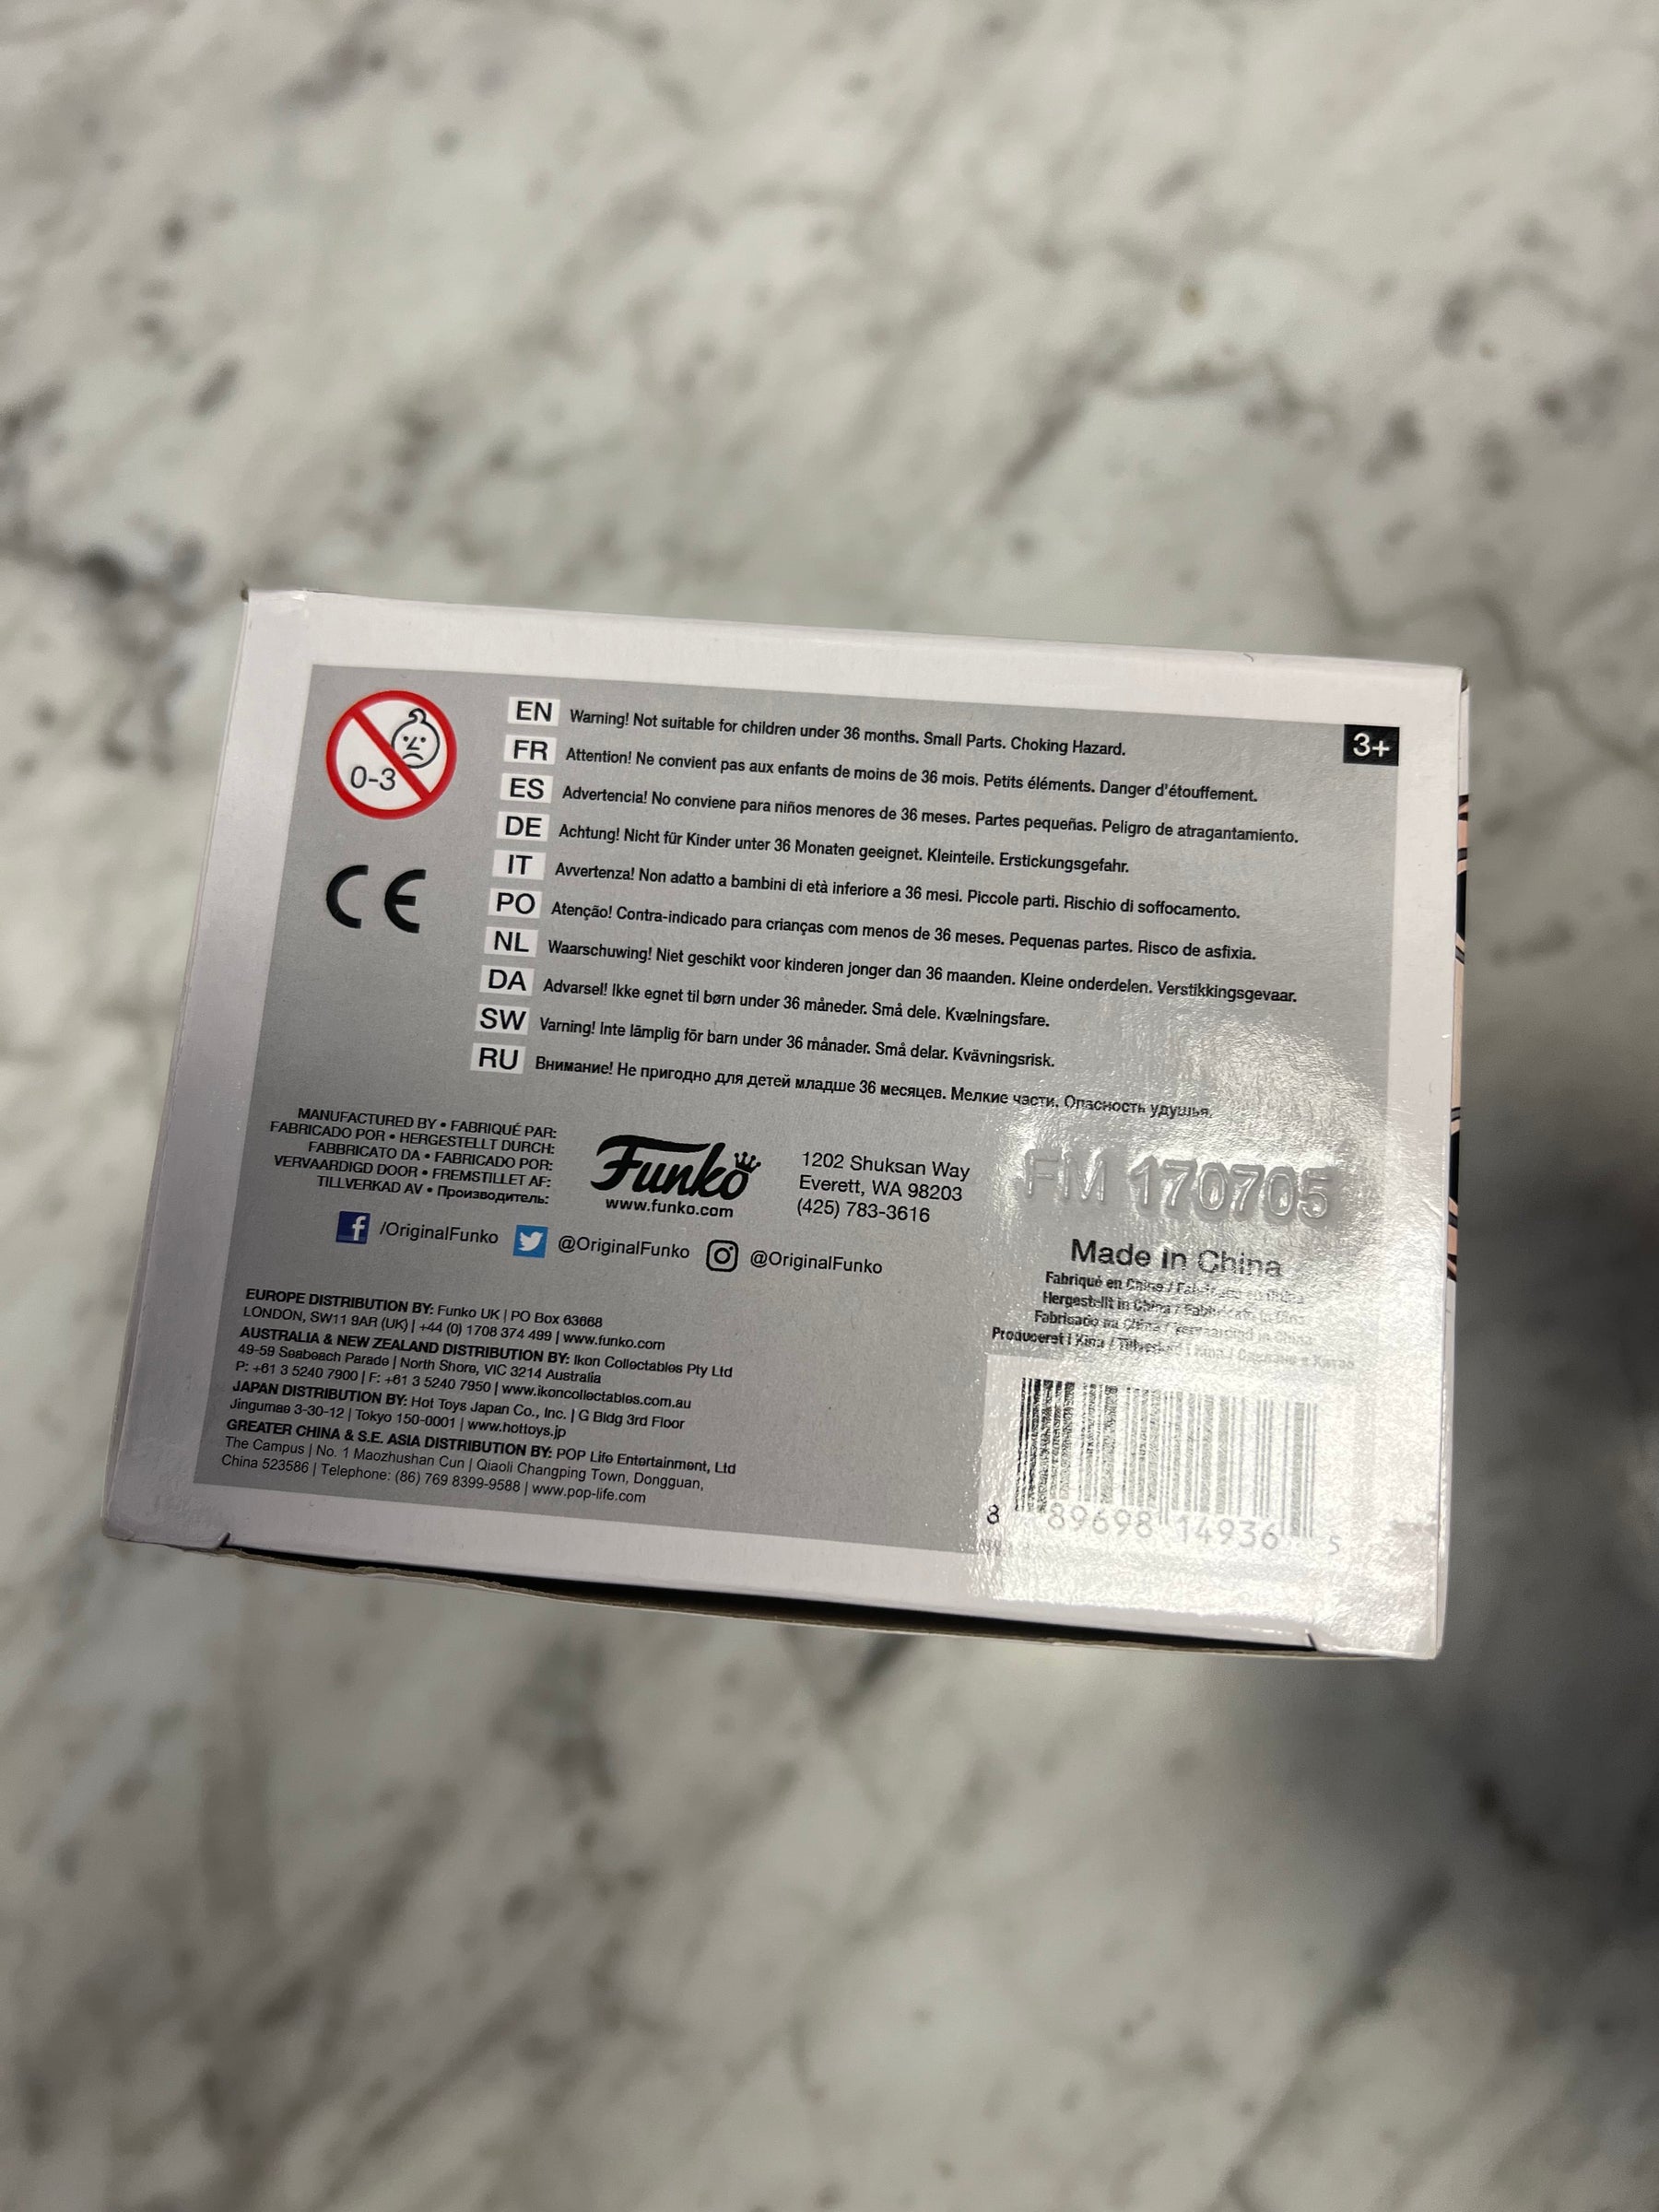 0-3
CE
3+
EN Warning! Not suitable for children under 36 months. Small Parts. Choking Hazard.
FR Attention! Ne convient pas aux enfants de moins de 36 mois. Petits éléments. Danger d'étouffement.
ES Advertencia! No conviene para niños menores de 36 meses. Partes pequeñas. Peligro de atragantamiento.
DE Achtung! Nicht für Kinder unter 36 Monaten geeignet. Kleinteile. Erstickungsgefahr.
IT Avvertenza! Non adatto a bambini di età inferiore a 36 mesi. Piccole parti. Rischio di soffocamento.
PO Atenção! Contra-indicado para crianças com menos de 36 meses. Pequenas partes. Risco de asfixia.
NL Waarschuwing! Niet geschikt voor kinderen jonger dan 36 maanden. Kleine onderdelen. Verstikkingsgevaar.
DA Advarsel! Ikke egnet til børn under 36 måneder. Små dele. Kvælningsfare.
SW Varning! Inte lämplig för barn under 36 månader. Små delar. Kvävningsrisk.
RU Внимание! Не пригодно для детей младше 36 месяцев. Мелкие части. Опасность удушья.
MANUFACTURED BY • FABRIQUÉ PAR:
FABRICADO POR • HERGESTELLT DURCH:
FABBRICATO DA • FABRICADO POR:
VERVAARDIGD DOOR • FREMSTILLET AF:
TILLVERKAD AV • Производитель:
Funko
www.funko.com
1202 Shuksan Way
Everett, WA 98203
(425) 783-3616
FM 170705
/OriginalFunko @OriginalFunko @OriginalFunko
Made in China
Fabriqué en Chine /
Hergestellt in China /
Fabricado na China /
Produceret i Kina /
EUROPE DISTRIBUTION BY: Funko UK | PO Box 63668
LONDON, SW11 9AR (UK) | +44 (0) 1708 374 499 | www.funko.com
AUSTRALIA & NEW ZEALAND DISTRIBUTION BY: Ikon Collectables Pty Ltd
49-59 Seabeach Parade | North Shore, VIC 3214 Australia
P: +61 3 5240 7900 | F: +61 3 5240 7950 | www.ikoncollectables.com.au
JAPAN DISTRIBUTION BY: Hot Toys Japan Co., Inc. | G Bldg 3rd Floor
Jingumae 3-30-12 | Tokyo 150-0001 | www.hottoys.jp
GREATER CHINA & S.E. ASIA DISTRIBUTION BY: POP Life Entertainment, Ltd
The Campus | No. 1 Maozhushan Cun | Qiaoli Changping Town, Dongguan,
China 523586 | Telephone: (86) 769 8399-9588 | www.pop-life.com
8 89698 14936 5